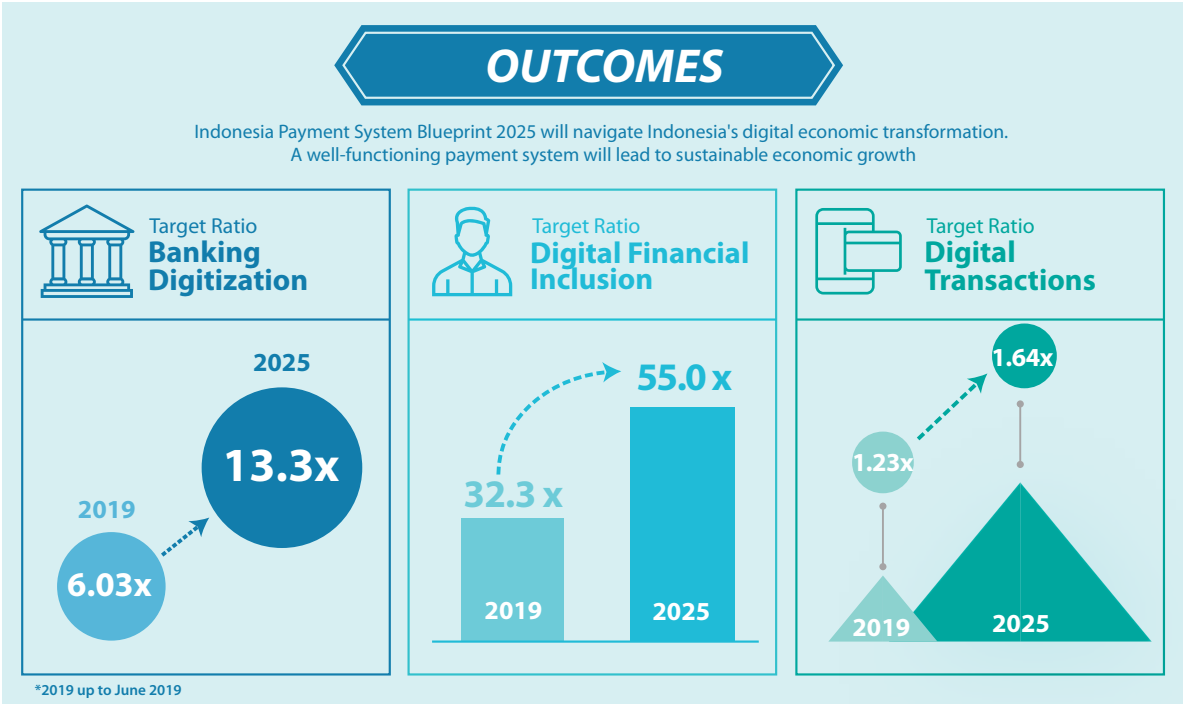 OUTCOMES
Indonesia Payment System Blueprint 2025 will navigate Indonesia's digital economic transformation.
A well-functioning payment system will lead to sustainable economic growth
Target Ratio
Banking
Digitization
2025
13.3x
2019
6.03x
Target Ratio
Digital Financial
Inclusion
55.0 x
32.3 x
2019
2025
Target Ratio
Digital
Transactions
1.64x
1.23x
2019
2025
*2019 up to June 2019